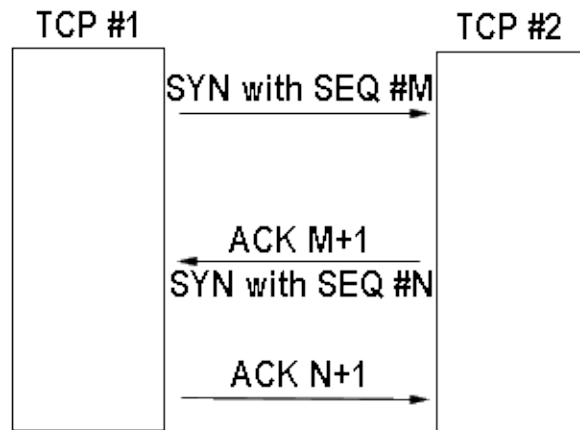 TCP #1
TCP #2
SYN with SEQ #M
ACK M+1
SYN with SEQ #N
ACK N+1